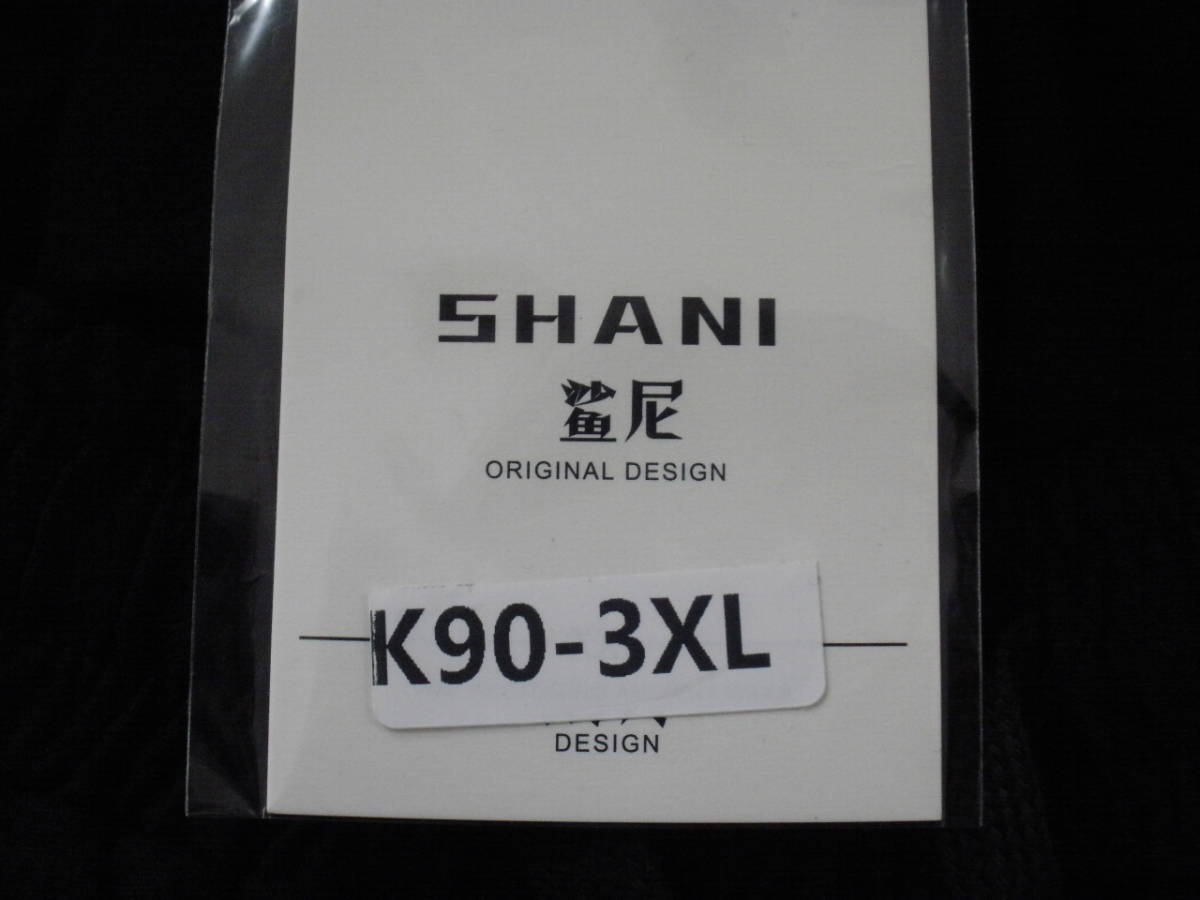 SHANI
鲨尼
ORIGINAL DESIGN
K90-3XL
DESIGN